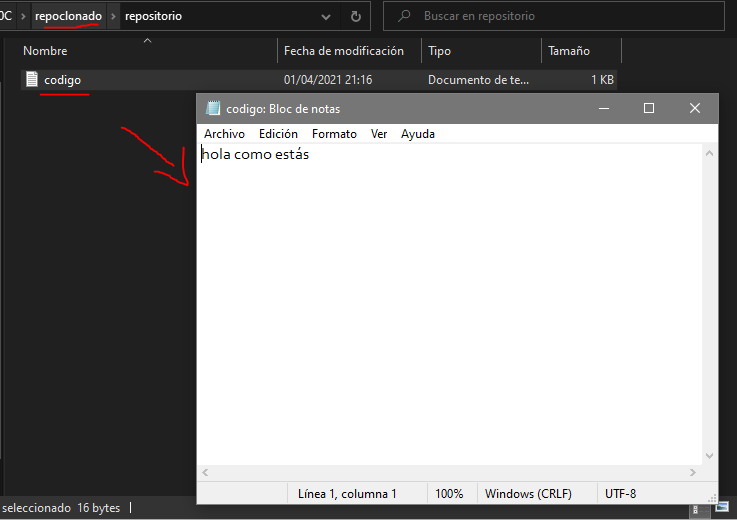 0C > repoclonado > repositorio
Buscar en repositorio
Nombre Fecha de modificación Tipo Tamaño
codigo 01/04/2021 21:16 Documento de te... 1 KB
codigo: Bloc de notas
Archivo Edición Formato Ver Ayuda
hola como estás
Línea 1, columna 1 100% Windows (CRLF) UTF-8
seleccionado 16 bytes